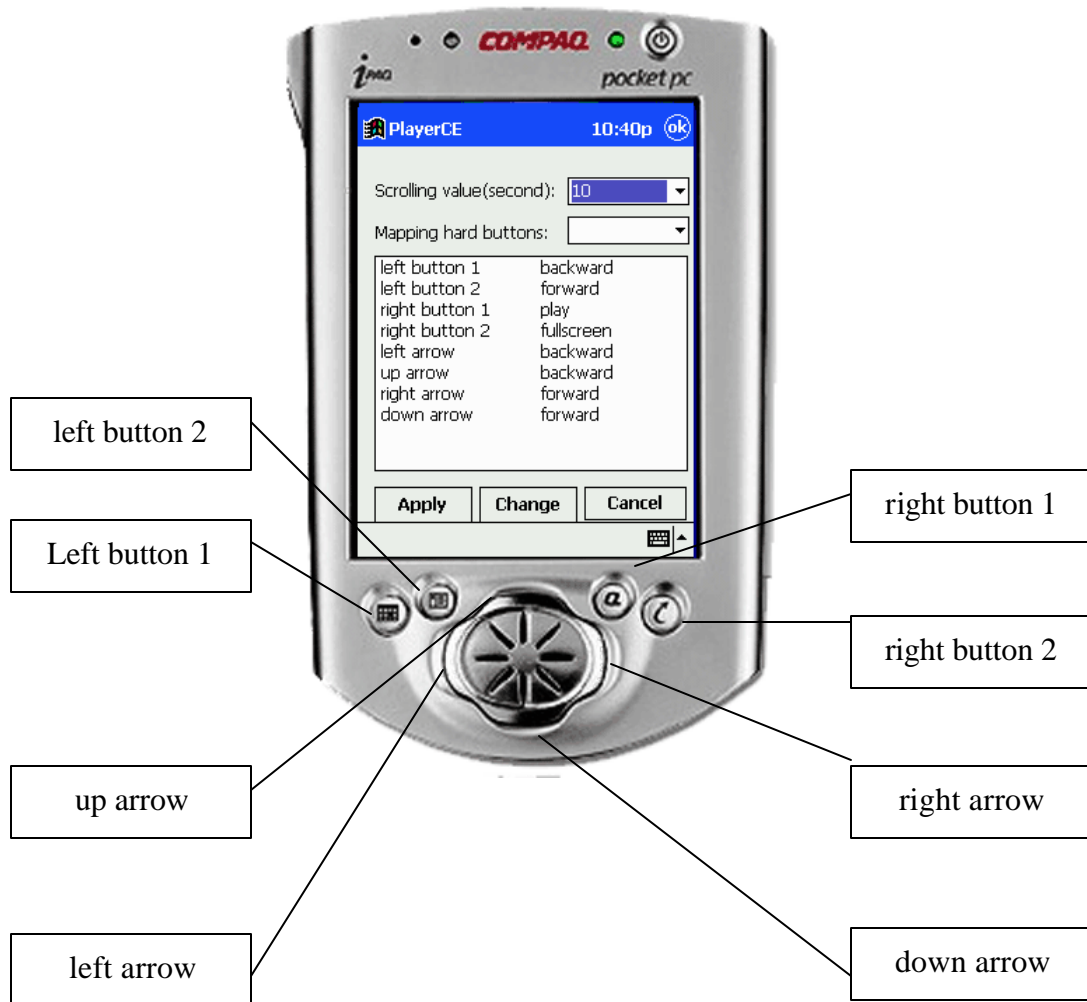 COMPAQ
iPAQ
pocket pc
PlayerCE 10:40p ok
Scrolling value(second): 10
Mapping hard buttons:
left button 1 backward
left button 2 forward
right button 1 play
right button 2 fullscreen
left arrow backward
up arrow backward
right arrow forward
down arrow forward
Apply Change Cancel
left button 2
Left button 1
up arrow
left arrow
right button 1
right button 2
right arrow
down arrow